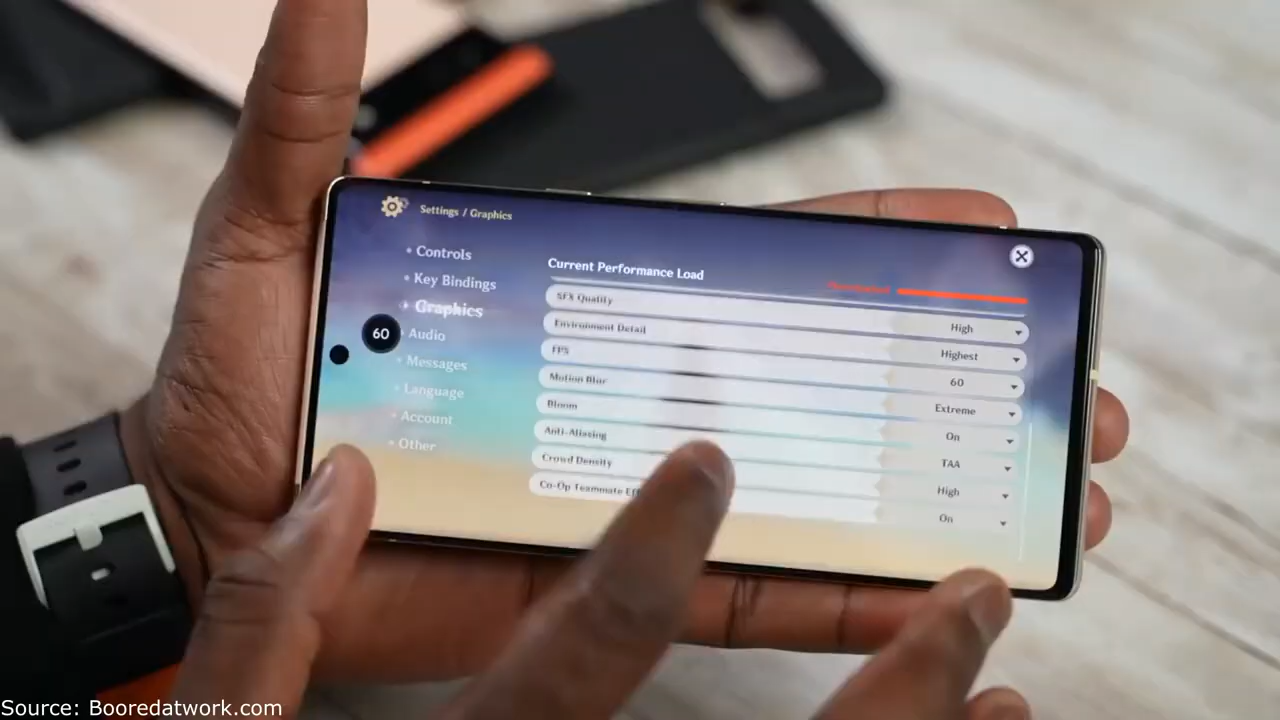 Settings / Graphics
Controls
Key Bindings
Graphics
60
Audio
Messages
Language
Account
Other
Current Performance Load
SFX Quality High
Environment Detail Highest
FPS 60
Motion Blur Extreme
Bloom On
Anti-Aliasing TAA
Crowd Density High
Co-Op Teammate On
Source: Booredatwork.com